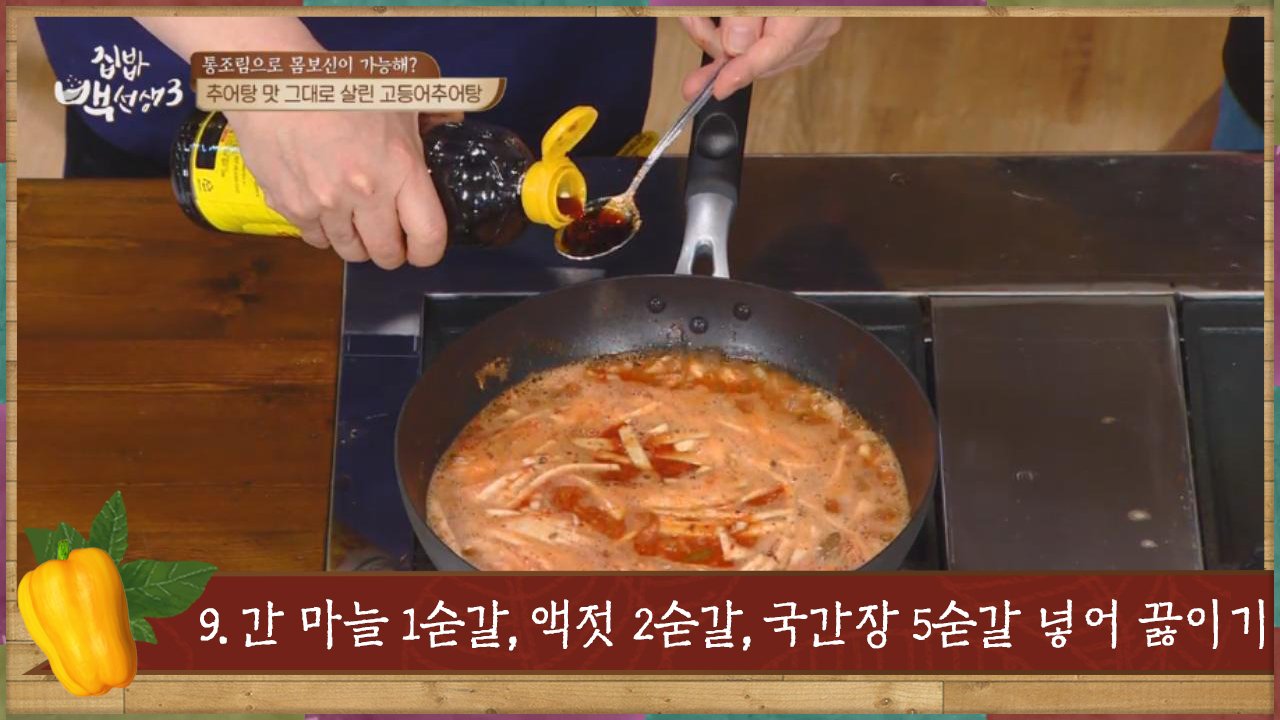 집밥
백선생3
통조림으로 몸보신이 가능해?
추어탕 맛 그대로 살린 고등어추어탕
9. 간 마늘 1숟갈, 액젓 2숟갈, 국간장 5숟갈 넣어 끓이기